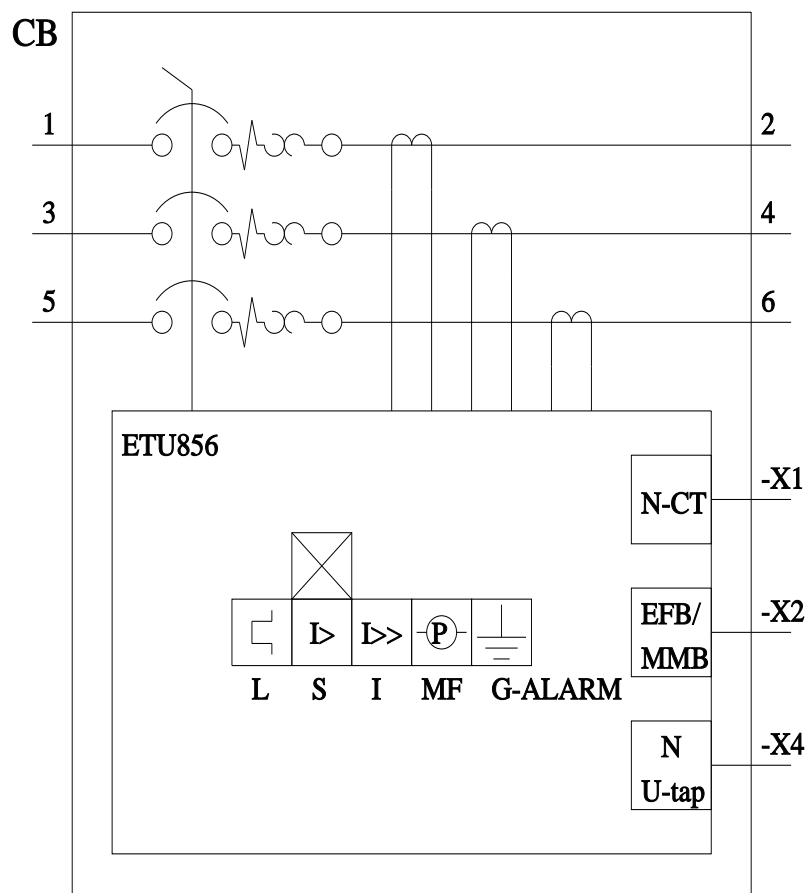 CB
1
2
3
4
5
6
ETU856
N-CT
-X1
EFB/
MMB
-X2
I>
I>>
P
L
S
I
MF
G-ALARM
N
U-tap
-X4